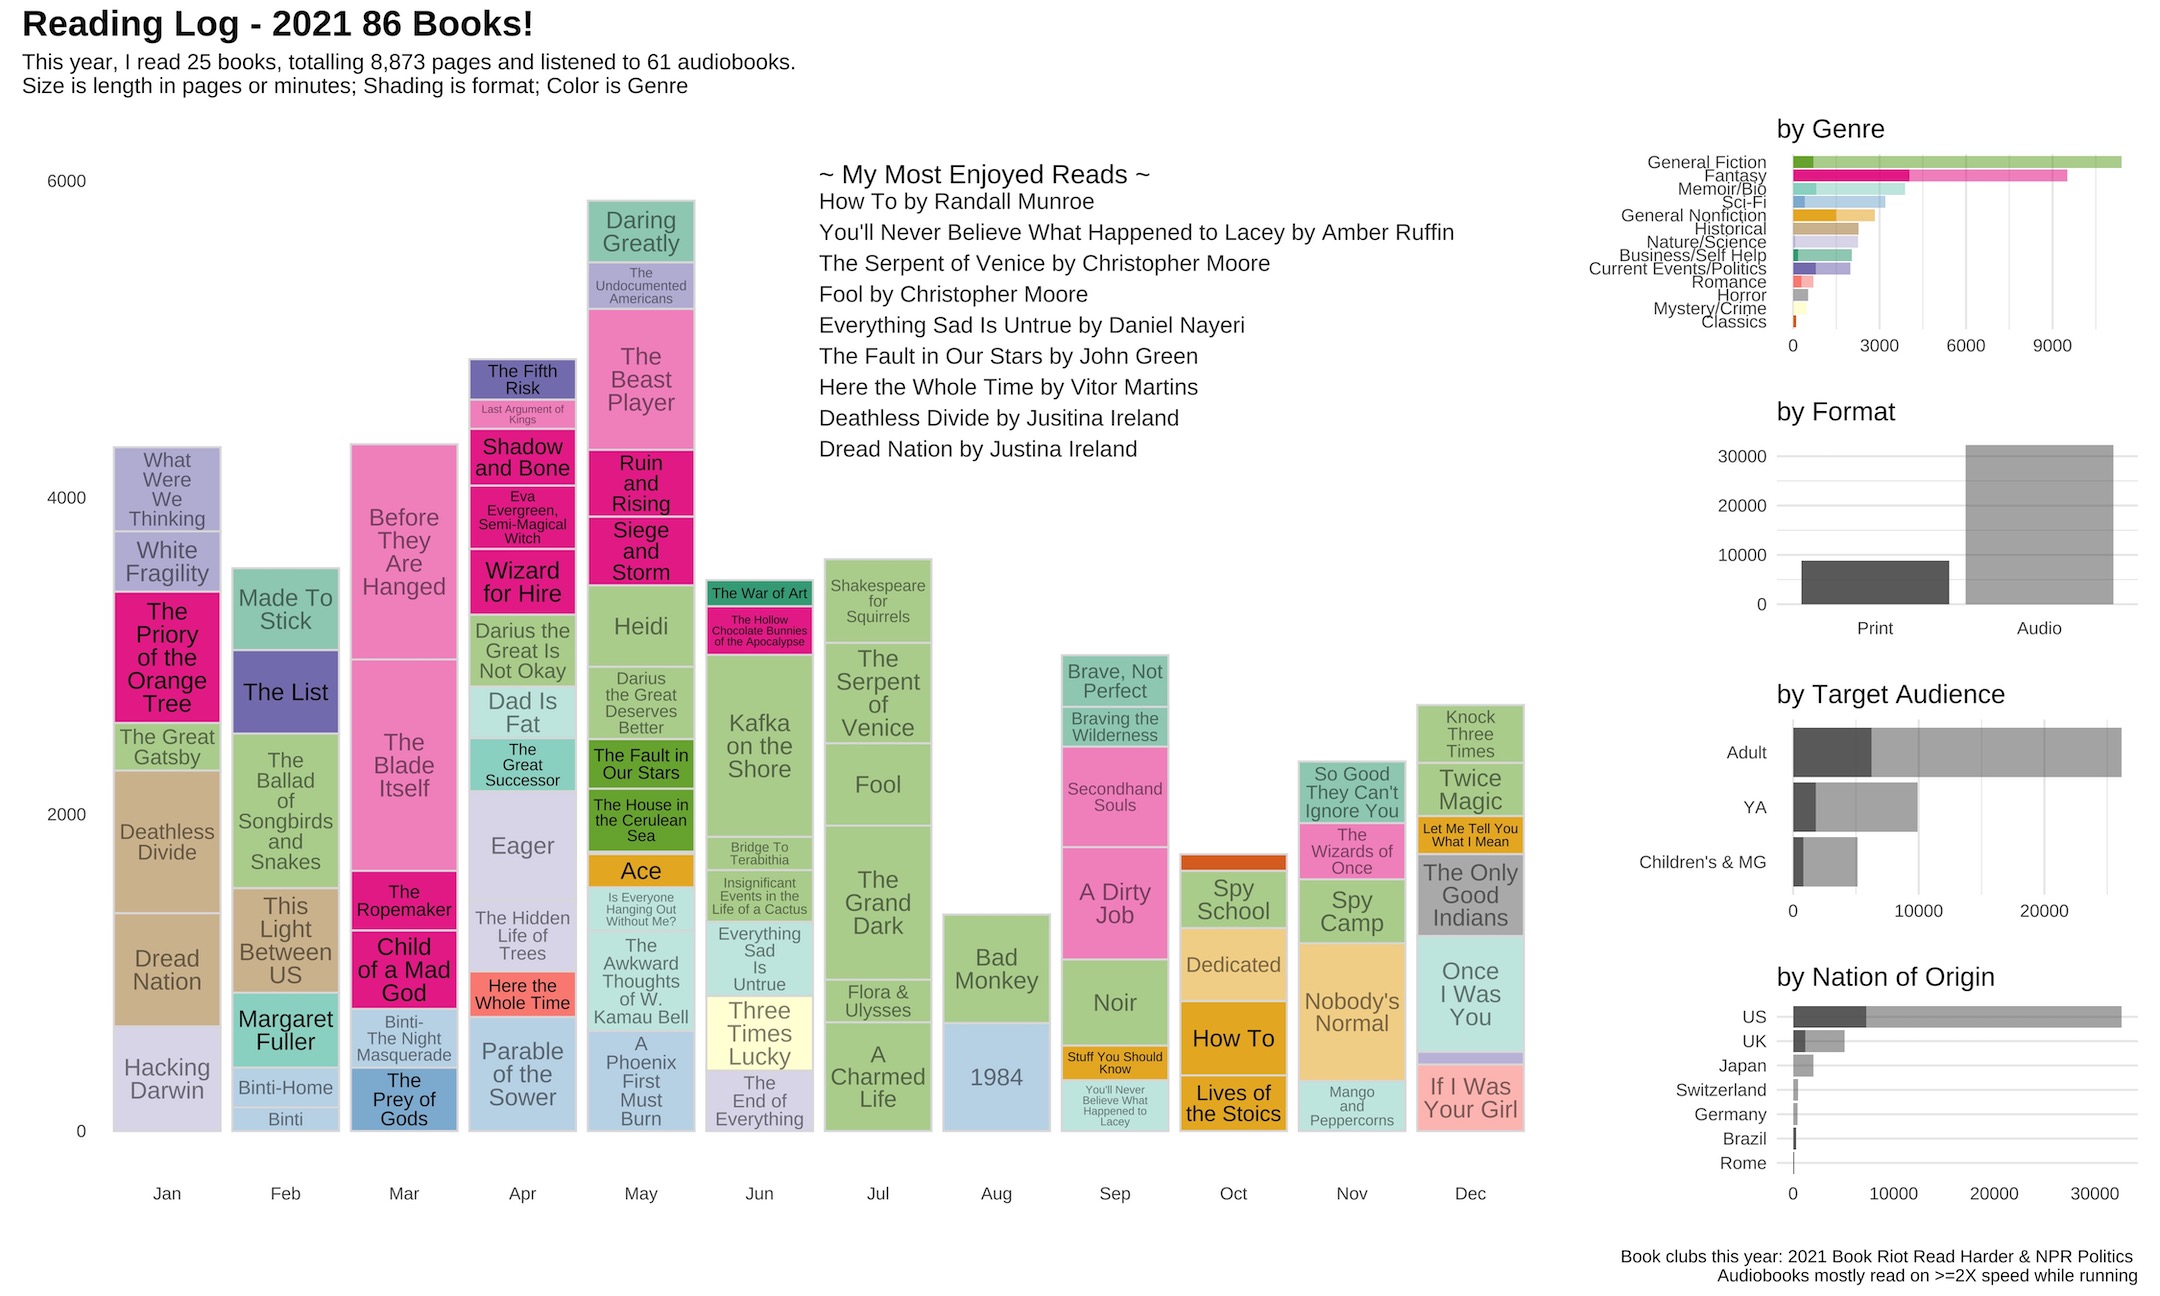 Reading Log - 2021 86 Books!
This year, I read 25 books, totalling 8,873 pages and listened to 61 audiobooks.
Size is length in pages or minutes; Shading is format; Color is Genre
~ My Most Enjoyed Reads ~
How To by Randall Munroe
You'll Never Believe What Happened to Lacey by Amber Ruffin
The Serpent of Venice by Christopher Moore
Fool by Christopher Moore
Everything Sad Is Untrue by Daniel Nayeri
The Fault in Our Stars by John Green
Here the Whole Time by Vitor Martins
Deathless Divide by Jusitina Ireland
Dread Nation by Justina Ireland
6000
4000
2000
0
What
Were
We
Thinking
White
Fragility
The
Priory
of the
Orange
Tree
The Great
Gatsby
Deathless
Divide
Dread
Nation
Hacking
Darwin
Jan
Made To
Stick
The List
The
Ballad
of
Songbirds
and
Snakes
This
Light
Between
US
Margaret
Fuller
Binti-Home
Binti
Feb
Before
They
Are
Hanged
The
Blade
Itself
The
Ropemaker
Child
of a Mad
God
Binti-
The Night
Masquerade
The
Prey of
Gods
Mar
The Fifth
Risk
Last Argument of
Kings
Shadow
and Bone
Eva
Evergreen,
Semi-Magical
Witch
Wizard
for Hire
Darius the
Great Is
Not Okay
Dad Is
Fat
The
Great
Successor
Eager
The Hidden
Life of
Trees
Here the
Whole Time
Parable
of the
Sower
Apr
Daring
Greatly
The
Undocumented
Americans
The
Beast
Player
Ruin
and
Rising
Siege
and
Storm
Heidi
Darius
the Great
Deserves
Better
The Fault in
Our Stars
The House in
the Cerulean
Sea
Ace
Is Everyone
Hanging Out
Without Me?
The
Awkward
Thoughts
of W.
Kamau Bell
A
Phoenix
First
Must
Burn
May
The War of Art
The Hollow
Chocolate Bunnies
of the Apocalypse
Kafka
on the
Shore
Bridge To
Terabithia
Insignificant
Events in the
Life of a Cactus
Everything
Sad
Is
Untrue
Three
Times
Lucky
The
End of
Everything
Jun
Shakespeare
for
Squirrels
The
Serpent
of
Venice
Fool
The
Grand
Dark
Flora &
Ulysses
A
Charmed
Life
Jul
Bad
Monkey
1984
Aug
Brave, Not
Perfect
Braving the
Wilderness
Secondhand
Souls
A Dirty
Job
Noir
Stuff You Should
Know
You'll Never
Believe What
Happened to
Lacey
Sep
Spy
School
Dedicated
How To
Lives of
the Stoics
Oct
So Good
They Can't
Ignore You
The
Wizards of
Once
Spy
Camp
Nobody's
Normal
Mango
and
Peppercorns
Nov
Knock
Three
Times
Twice
Magic
Let Me Tell You
What I Mean
The Only
Good
Indians
Once
I Was
You
If I Was
Your Girl
Dec
by Genre
General Fiction
Fantasy
Memoir/Bio
Sci-Fi
General Nonfiction
Historical
Nature/Science
Business/Self Help
Current Events/Politics
Romance
Horror
Mystery/Crime
Classics
0 3000 6000 9000
by Format
30000
20000
10000
0
Print Audio
by Target Audience
Adult
YA
Children's & MG
0 10000 20000
by Nation of Origin
US
UK
Japan
Switzerland
Germany
Brazil
Rome
0 10000 20000 30000
Book clubs this year: 2021 Book Riot Read Harder & NPR Politics
Audiobooks mostly read on >=2X speed while running